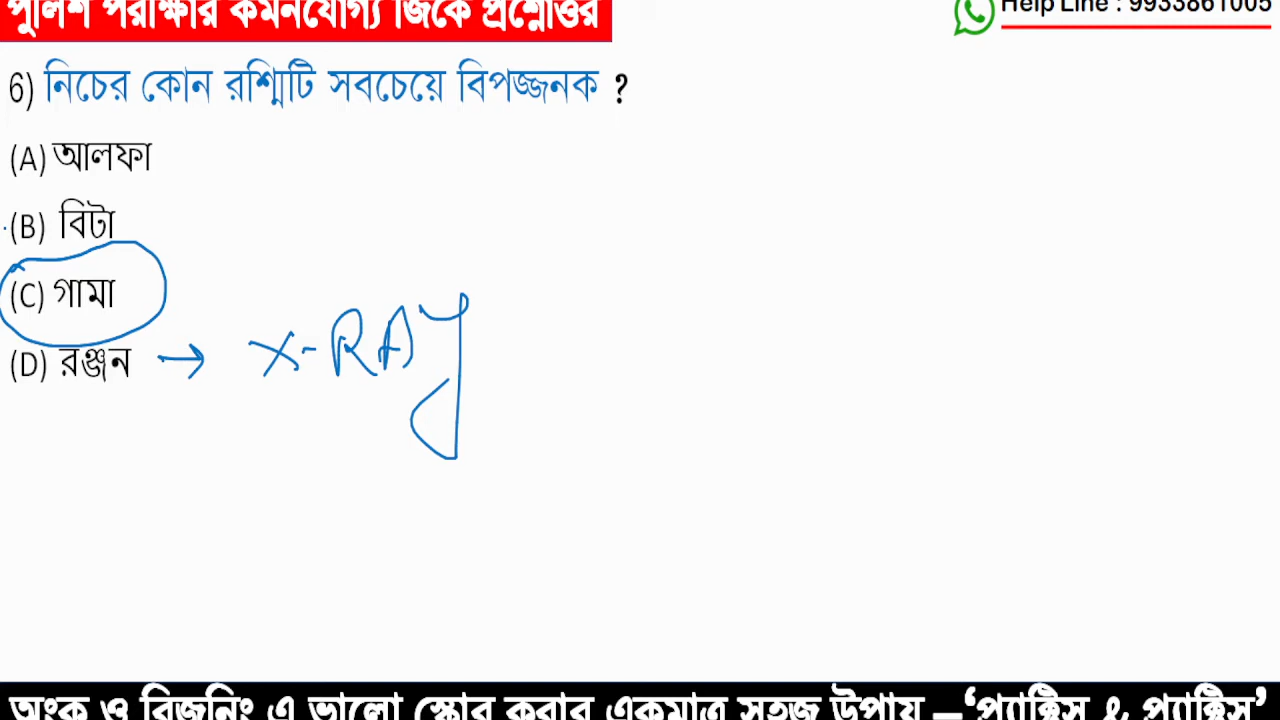 পুলিশ পরীক্ষার কমনযোগ্য জিকে প্রশ্নোত্তর
Help Line : 9933861005
6) নিচের কোন রশ্মিটি সবচেয়ে বিপজ্জনক ?
(A) আলফা
(B) বিটা
(C) গামা
(D) রঞ্জন → X-RAY
অংক ও রিজনিং এ ভালো স্কোর করার একমাত্র সহজ উপায় –‘প্র্যাক্টিস & প্র্যাক্টিস’